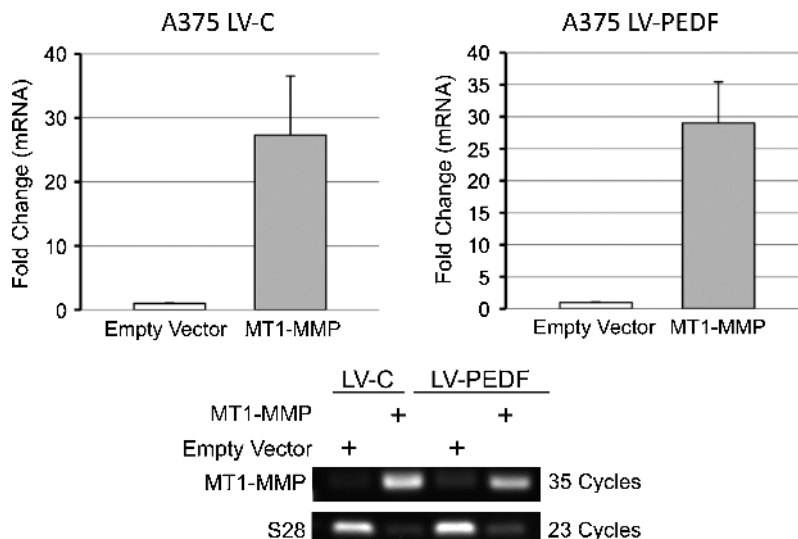 A375 LV-C
Fold Change (mRNA)
40
30
20
10
0
Empty Vector MT1-MMP
A375 LV-PEDF
Fold Change (mRNA)
40
35
30
25
20
15
10
5
0
Empty Vector MT1-MMP
LV-C LV-PEDF
MT1-MMP + +
Empty Vector + +
MT1-MMP 35 Cycles
S28 23 Cycles